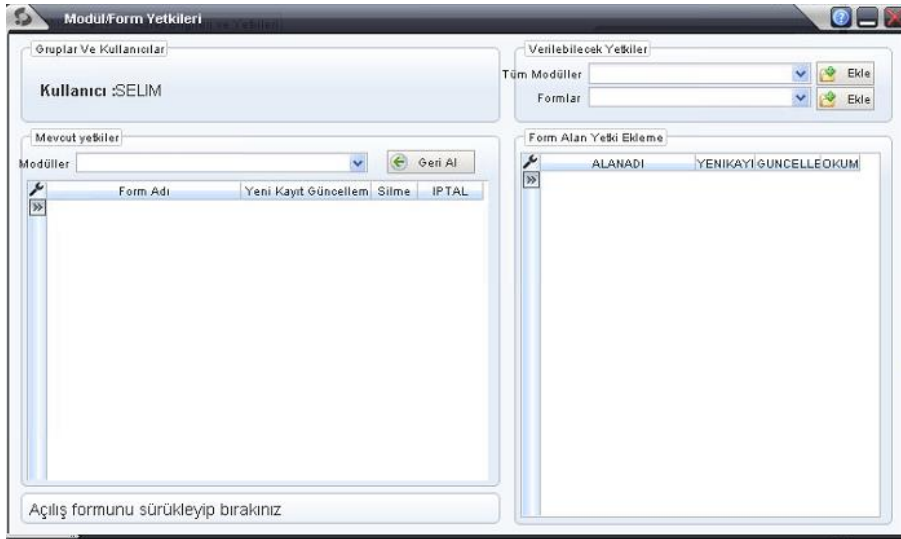 Modül/Form Yetkileri
Gruplar Ve Kullanıcılar
Kullanıcı :SELIM
Verilebilecek Yetkiler
Tüm Modüller
Ekle
Formlar
Ekle
Mevcut yetkiler
Modüller
Geri Al
Form Adı Yeni Kayıt Güncellem Silme IPTAL
Form Alan Yetki Ekleme
ALANADI YENIKAYI GUNCELLE OKUM
Açılış formunu sürükleyip bırakınız